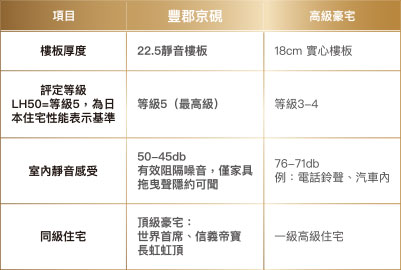 項目
豐郡京硯
高級豪宅
樓板厚度
22.5靜音樓板
18cm 實心樓板
評定等級
LH50=等級5，為日
本住宅性能表示基準
等級5（最高級）
等級3-4
室內靜音感受
50-45db
有效阻隔噪音，僅家具
拖曳聲隱約可聞
76-71db
例：電話鈴聲、汽車內
同級住宅
頂級豪宅：
世界首席、信義帝寶
長虹虹頂
一級高級住宅